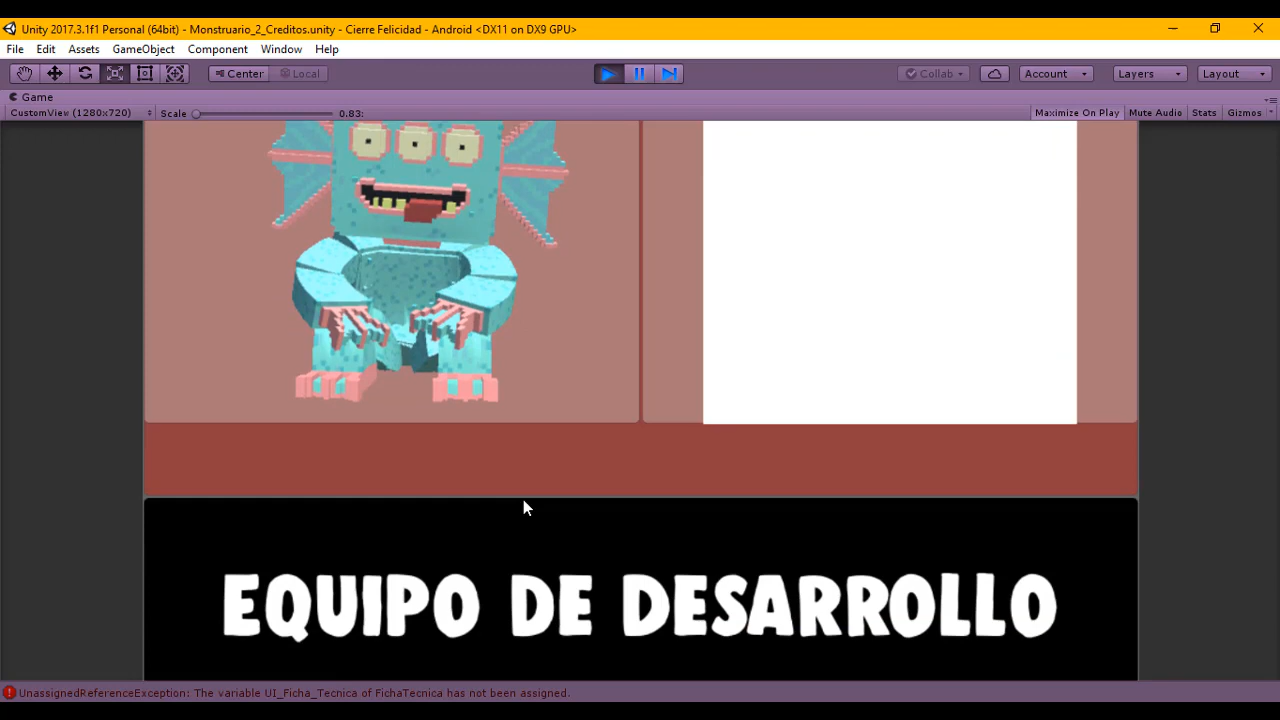 Unity 2017.3.1f1 Personal (64bit) - Monstruario_2_Creditos.unity - Cierre Felicidad - Android <DX11 on DX9 GPU>
File Edit Assets GameObject Component Window Help
Center Local Collab Account Layers Layout
Game
CustomView (1280x720) Scale 0.83: Maximize On Play Mute Audio Stats Gizmos
EQUIPO DE DESARROLLO
UnassignedReferenceException: The variable UI_Ficha_Tecnica of FichaTecnica has not been assigned.